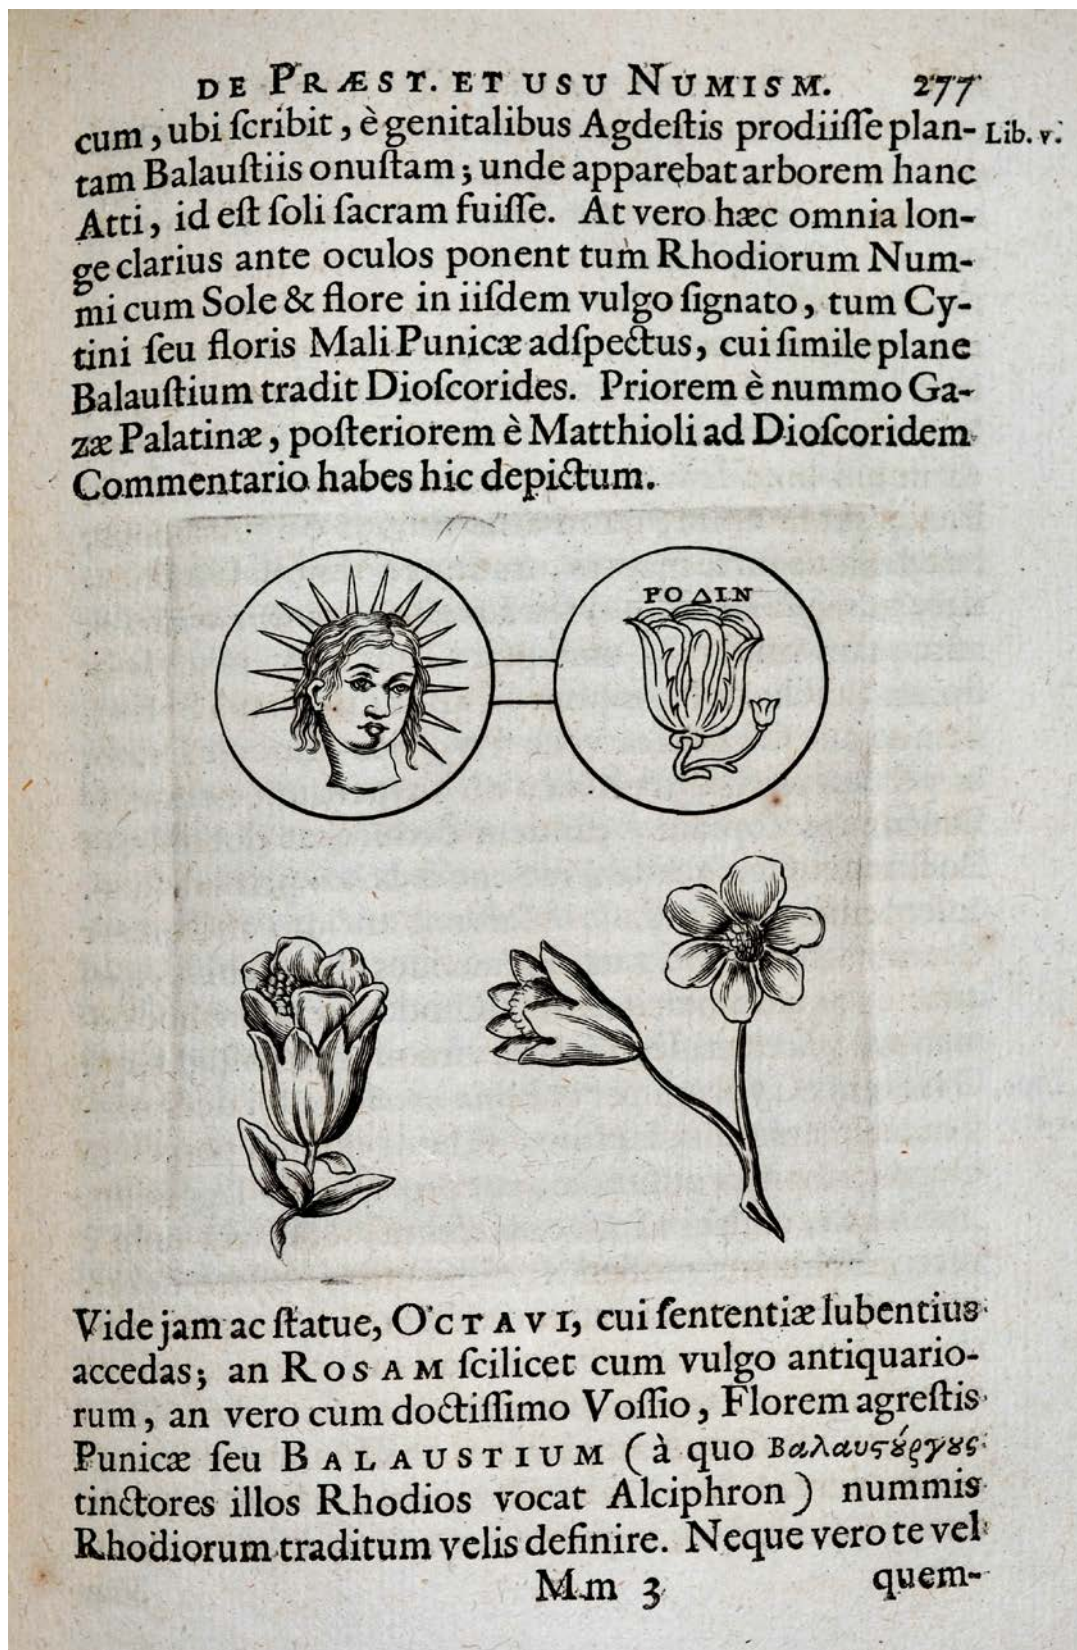 DE PRÆST. ET USU NUMISM. 277
cum, ubi ſcribit, è genitalibus Agdeſtis prodiiſſe plan- Lib. v.
tam Balauſtiis onuſtam; unde apparebat arborem hanc
Atti, id eſt ſoli ſacram fuiſſe. At vero hæc omnia lon-
ge clarius ante oculos ponent tum Rhodiorum Num-
mi cum Sole & flore in iiſdem vulgo ſignato, tum Cy-
tini ſeu floris Mali Punicæ adſpectus, cui ſimile plane
Balauſtium tradit Dioſcorides. Priorem è nummo Ga-
zæ Palatinæ, poſteriorem è Matthioli ad Dioſcoridem
Commentario habes hic depictum.
ΡΟΔΙΝ
Vide jam ac ſtatue, OCTAVI, cui ſententiæ lubentius
accedas; an ROSAM ſcilicet cum vulgo antiquario-
rum, an vero cum doctiſſimo Voſſio, Florem agreſtis
Punicæ ſeu BALAUSTIUM (à quo Βαλαυϛȣ́ργȣς
tinctores illos Rhodios vocat Alciphron) nummis
Rhodiorum traditum velis definire. Neque vero te vel
Mm 3 quem-